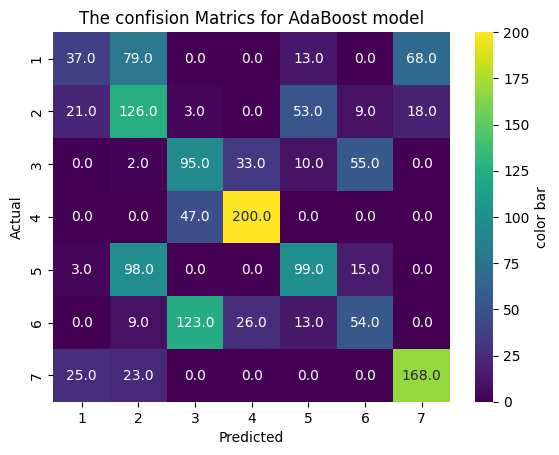 The confision Matrics for AdaBoost model
1 37.0 79.0 0.0 0.0 13.0 0.0 68.0
2 21.0 126.0 3.0 0.0 53.0 9.0 18.0
3 0.0 2.0 95.0 33.0 10.0 55.0 0.0
4 0.0 0.0 47.0 200.0 0.0 0.0 0.0
5 3.0 98.0 0.0 0.0 99.0 15.0 0.0
6 0.0 9.0 123.0 26.0 13.0 54.0 0.0
7 25.0 23.0 0.0 0.0 0.0 0.0 168.0
1 2 3 4 5 6 7
Predicted
Actual
200
175
150
125
100
75
50
25
0
color bar